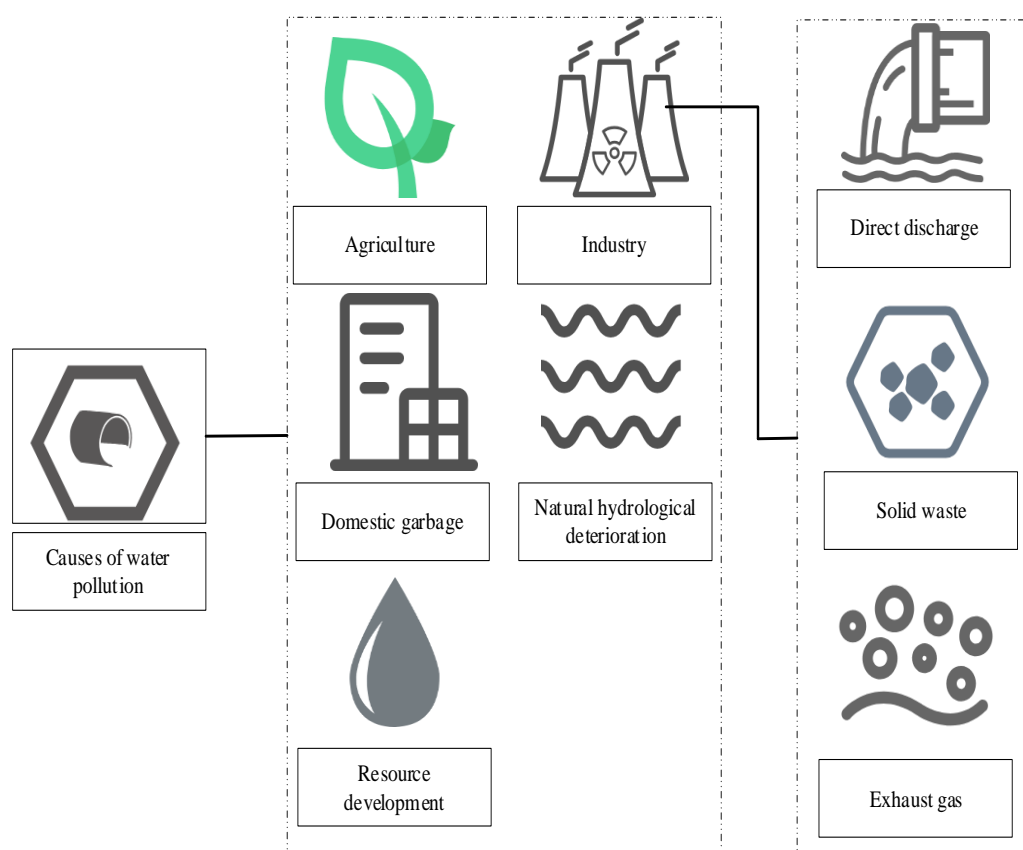 Causes of water
pollution
Agriculture
Industry
Domestic garbage
Natural hydrological
deterioration
Resource
development
Direct discharge
Solid waste
Exhaust gas